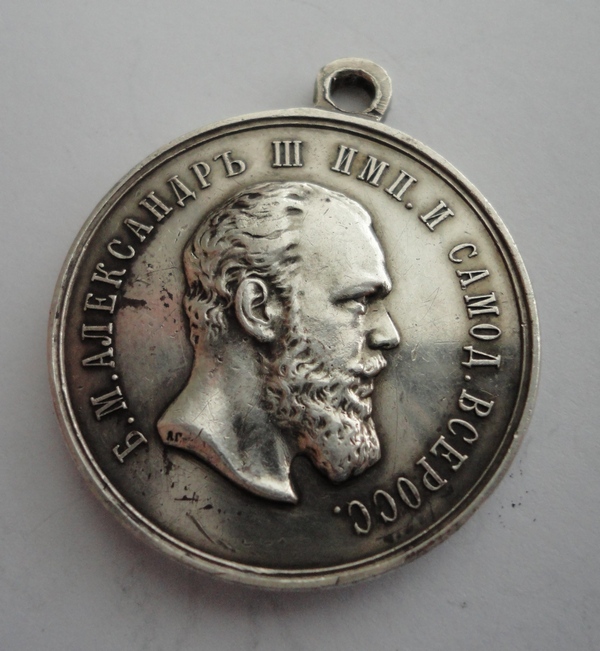 Б. М. АЛЕКСАНДРЪ III ИМП. И САМОД. ВСЕРОСС.
А.Г.